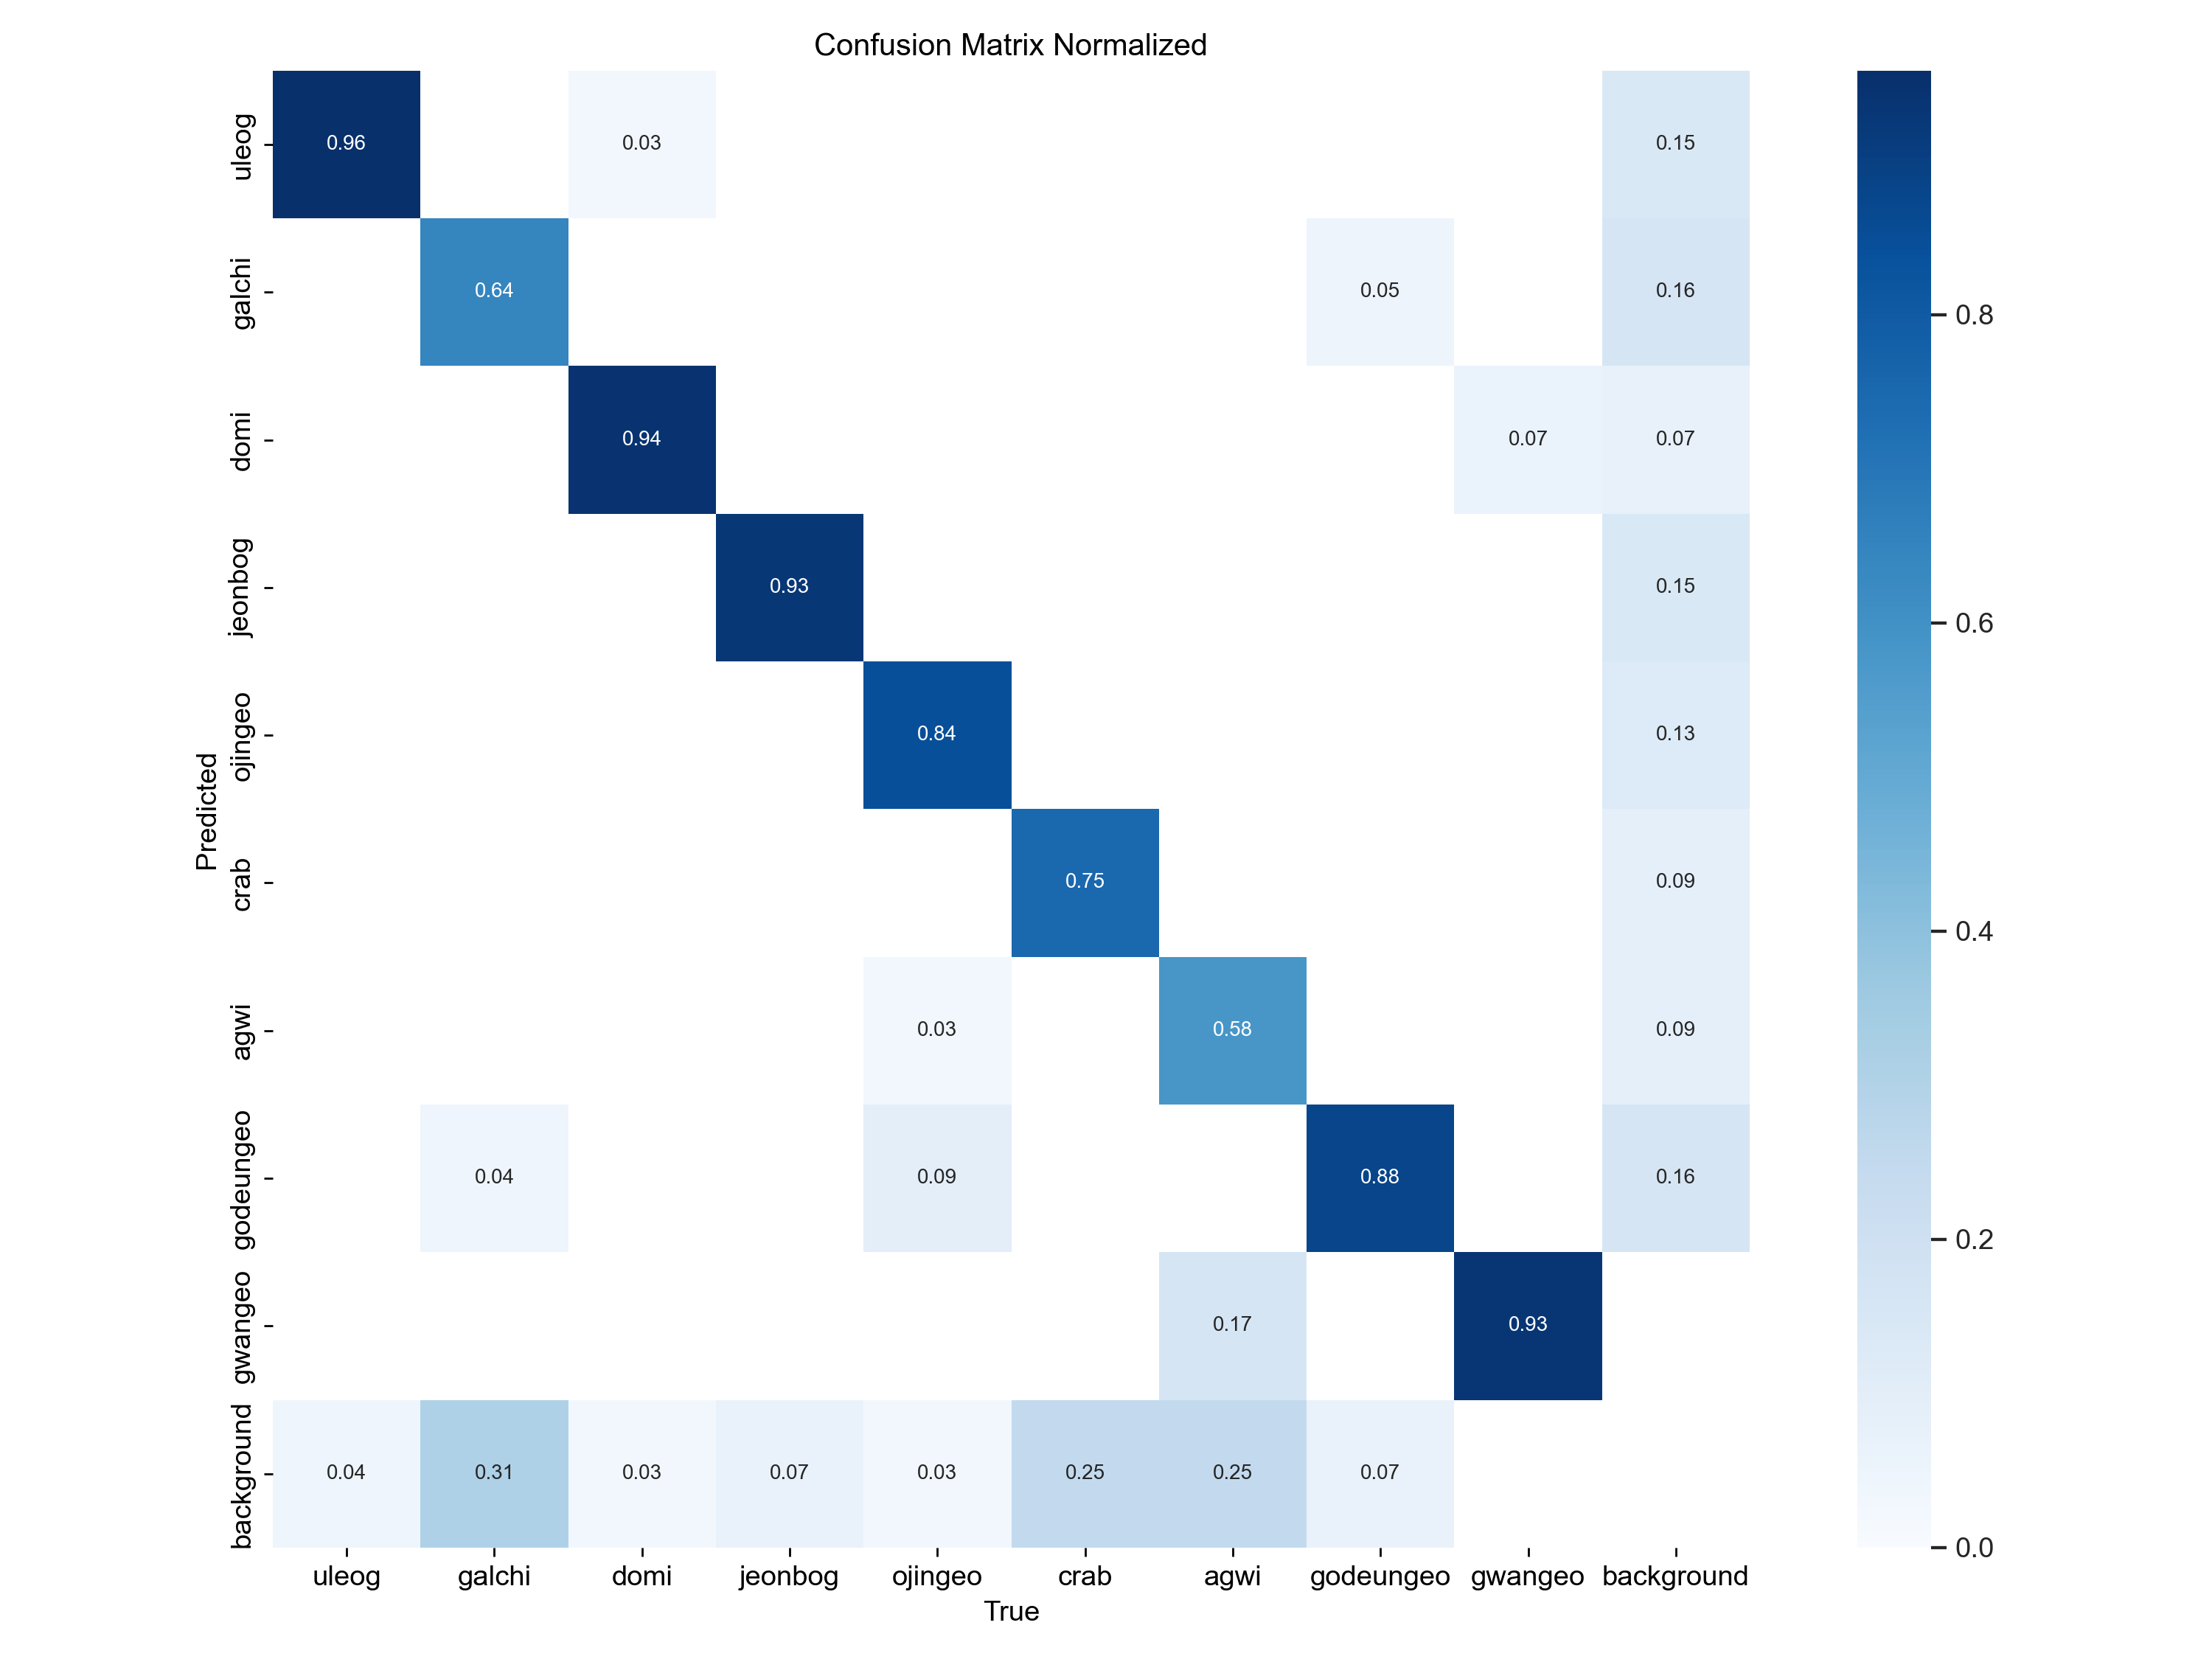 Confusion Matrix Normalized
uleog 0.96 0.03 0.15
galchi 0.64 0.05 0.16
domi 0.94 0.07 0.07
jeonbog 0.93 0.15
ojingeo 0.84 0.13
crab 0.75 0.09
agwi 0.03 0.58 0.09
godeungeo 0.04 0.09 0.88 0.16
gwangeo 0.17 0.93
background 0.04 0.31 0.03 0.07 0.03 0.25 0.25 0.07
uleog galchi domi jeonbog ojingeo crab agwi godeungeo gwangeo background
True
Predicted
0.8
0.6
0.4
0.2
0.0